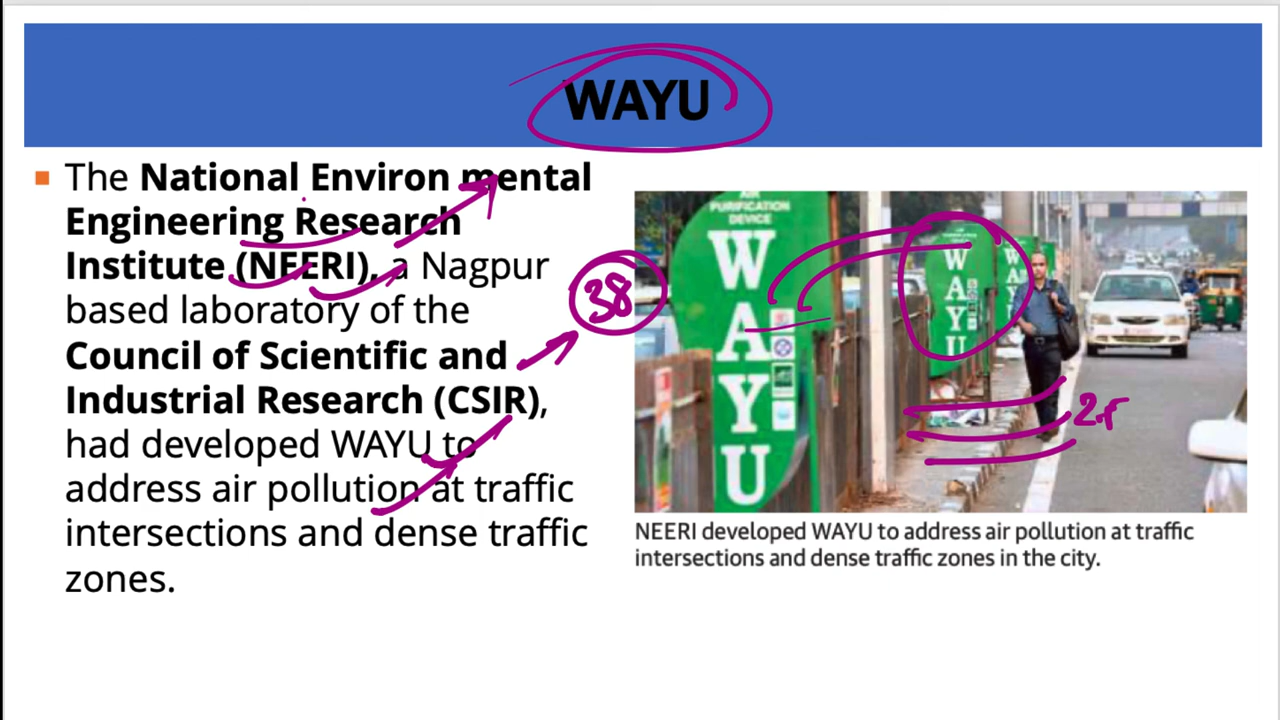 WAYU
The National Environ mental
Engineering Research
Institute (NEERI), a Nagpur
based laboratory of the
Council of Scientific and
Industrial Research (CSIR),
had developed WAYU to
address air pollution at traffic
intersections and dense traffic
zones.
38
PURIFICATION
DEVICE
WAYU
WAYU
WAYU
NEERI developed WAYU to address air pollution at traffic
intersections and dense traffic zones in the city.